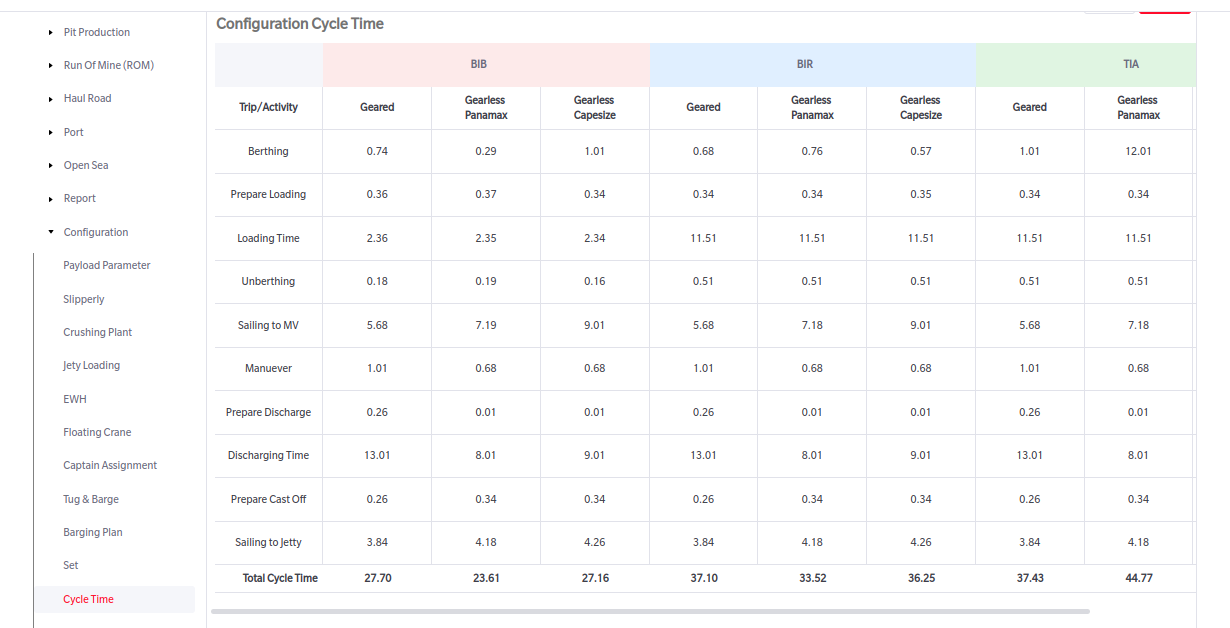 Configuration Cycle Time
Pit Production
Run Of Mine (ROM)
Haul Road
Port
Open Sea
Report
Configuration
Payload Parameter
Slipperly
Crushing Plant
Jety Loading
EWH
Floating Crane
Captain Assignment
Tug & Barge
Barging Plan
Set
Cycle Time
BIB BIR TIA
Trip/Activity Geared Gearless Panamax Gearless Capesize Geared Gearless Panamax Gearless Capesize Geared Gearless Panamax
Berthing 0.74 0.29 1.01 0.68 0.76 0.57 1.01 12.01
Prepare Loading 0.36 0.37 0.34 0.34 0.34 0.35 0.34 0.34
Loading Time 2.36 2.35 2.34 11.51 11.51 11.51 11.51 11.51
Unberthing 0.18 0.19 0.16 0.51 0.51 0.51 0.51 0.51
Sailing to MV 5.68 7.19 9.01 5.68 7.18 9.01 5.68 7.18
Manuever 1.01 0.68 0.68 1.01 0.68 0.68 1.01 0.68
Prepare Discharge 0.26 0.01 0.01 0.26 0.01 0.01 0.26 0.01
Discharging Time 13.01 8.01 9.01 13.01 8.01 9.01 13.01 8.01
Prepare Cast Off 0.26 0.34 0.34 0.26 0.34 0.34 0.26 0.34
Sailing to Jetty 3.84 4.18 4.26 3.84 4.18 4.26 3.84 4.18
Total Cycle Time 27.70 23.61 27.16 37.10 33.52 36.25 37.43 44.77